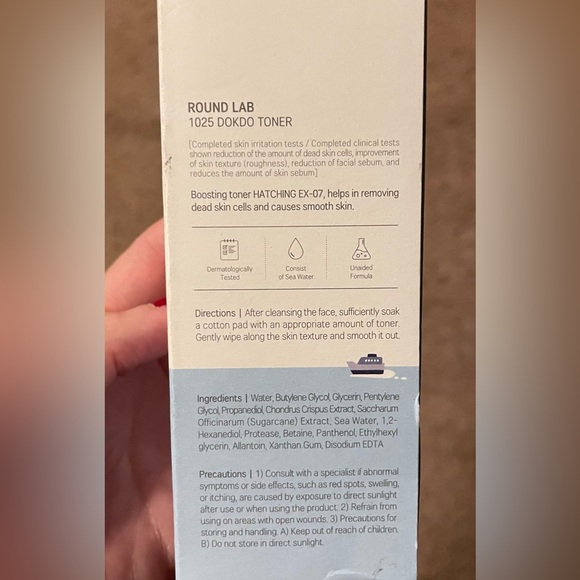 ROUND LAB
1025 DOKDO TONER
[Completed skin irritation tests / Completed clinical tests
shown reduction of the amount of dead skin cells, improvement
of skin texture (roughness), reduction of facial sebum, and
reduces the amount of skin sebum]
Boosting toner HATCHING EX-07, helps in removing
dead skin cells and causes smooth skin.
Dermatologically
Tested
Consist
of Sea Water
Unaided
Formula
Directions | After cleansing the face, sufficiently soak
a cotton pad with an appropriate amount of toner.
Gently wipe along the skin texture and smooth it out.
Ingredients | Water, Butylene Glycol, Glycerin, Pentylene
Glycol, Propanediol, Chondrus Crispus Extract, Saccharum
Officinarum (Sugarcane) Extract, Sea Water, 1,2-
Hexanediol, Protease, Betaine, Panthenol, Ethylhexyl
glycerin, Allantoin, Xanthan Gum, Disodium EDTA
Precautions | 1) Consult with a specialist if abnormal
symptoms or side effects, such as red spots, swelling,
or itching, are caused by exposure to direct sunlight
after use or when using the product. 2) Refrain from
using on areas with open wounds. 3) Precautions for
storing and handling. A) Keep out of reach of children.
B) Do not store in direct sunlight.